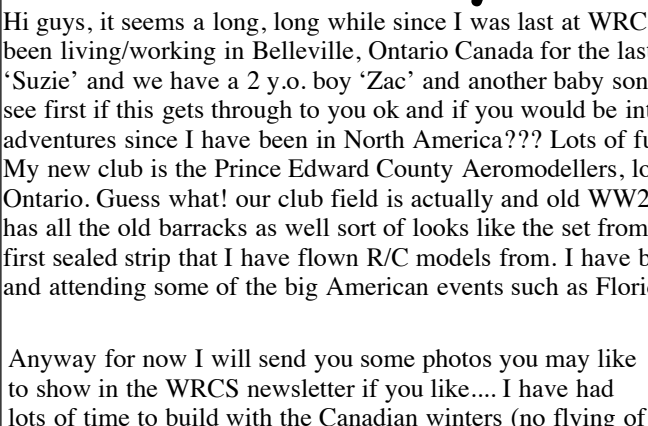 Hi guys, it seems a long, long while since I was last at WRC
been living/working in Belleville, Ontario Canada for the las
‘Suzie’ and we have a 2 y.o. boy ‘Zac’ and another baby son
see first if this gets through to you ok and if you would be in
adventures since I have been in North America??? Lots of fu
My new club is the Prince Edward County Aeromodellers, lo
Ontario. Guess what! our club field is actually and old WW2
has all the old barracks as well sort of looks like the set from
first sealed strip that I have flown R/C models from. I have b
and attending some of the big American events such as Flori
Anyway for now I will send you some photos you may like
to show in the WRCS newsletter if you like.... I have had
lots of time to build with the Canadian winters (no flying of